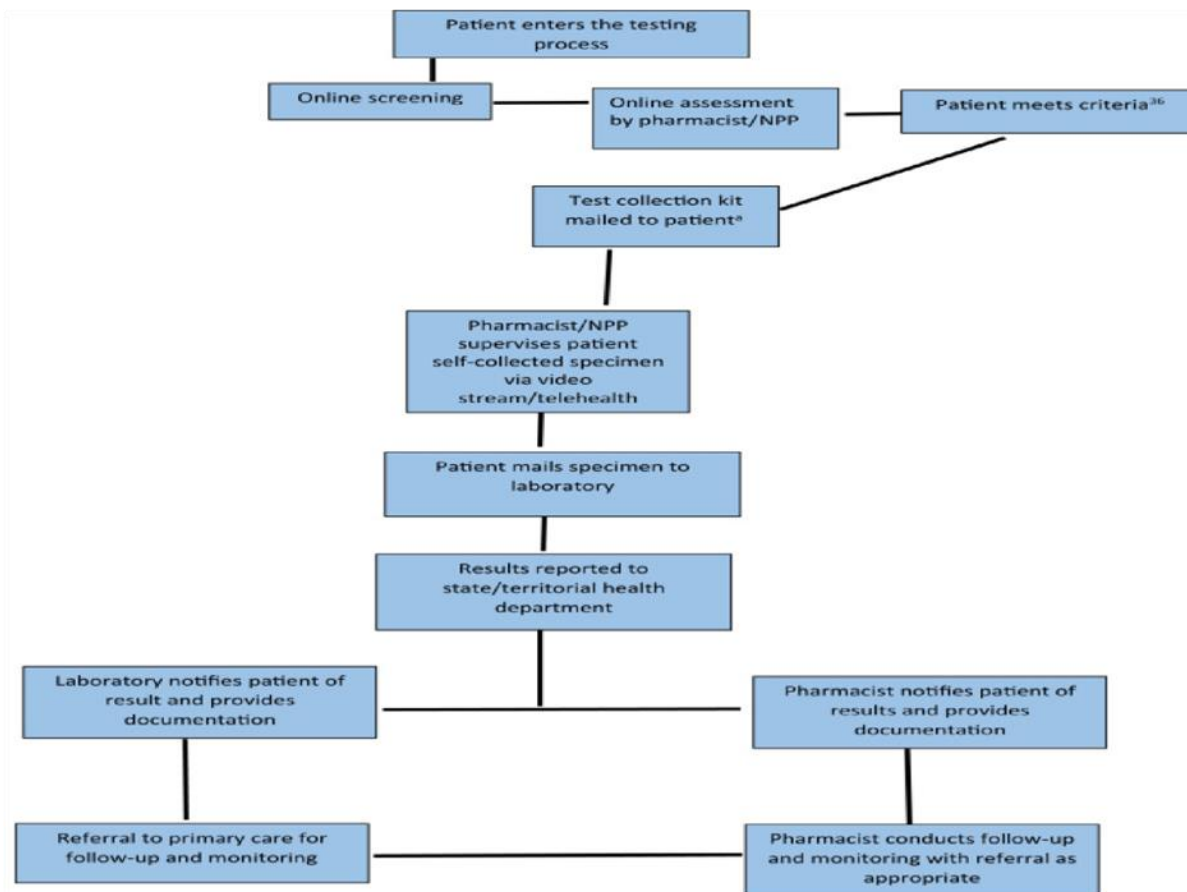 Patient enters the testing
process
Online screening
Online assessment
by pharmacist/NPP
Patient meets criteria³⁶
Test collection kit
mailed to patientᵃ
Pharmacist/NPP
supervises patient
self-collected specimen
via video
stream/telehealth
Patient mails specimen to
laboratory
Results reported to
state/territorial health
department
Laboratory notifies patient of
result and provides
documentation
Pharmacist notifies patient of
results and provides
documentation
Referral to primary care for
follow-up and monitoring
Pharmacist conducts follow-up
and monitoring with referral as
appropriate